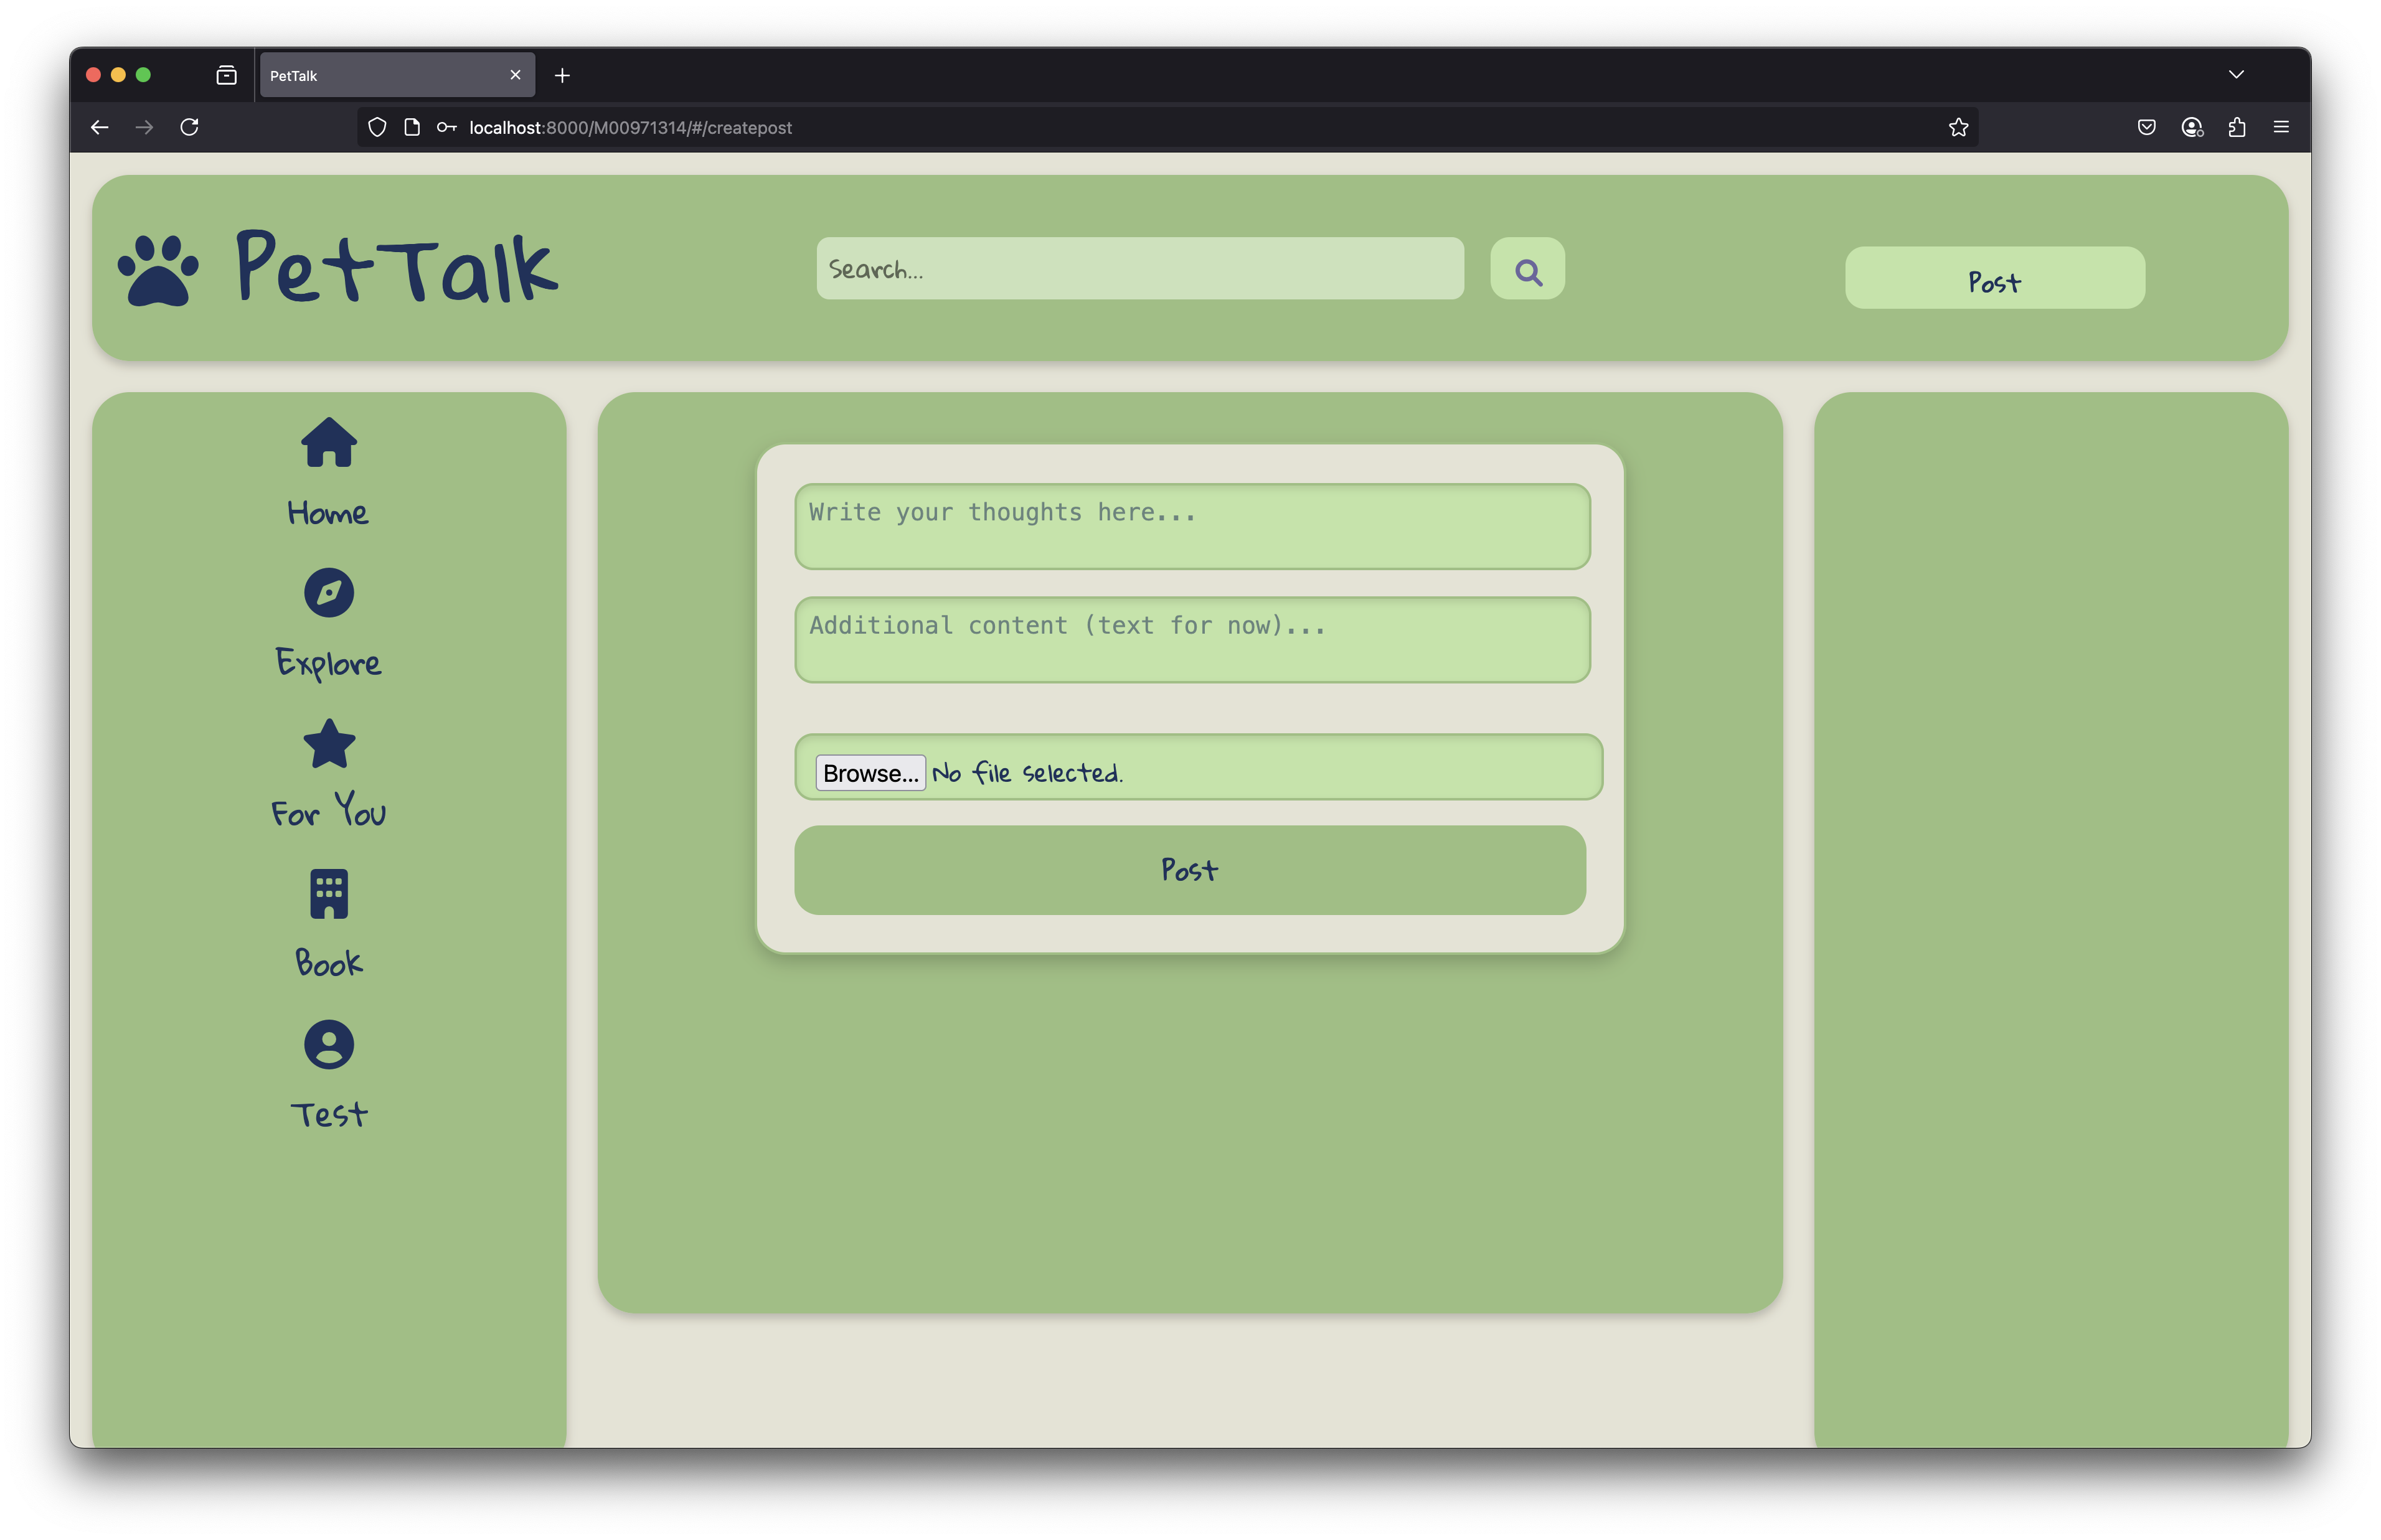 PetTalk
localhost:8000/M00971314/#/createpost
PetTalk
Search...
Post
Home
Explore
For You
Book
Test
Write your thoughts here...
Additional content (text for now)...
Browse... No file selected.
Post